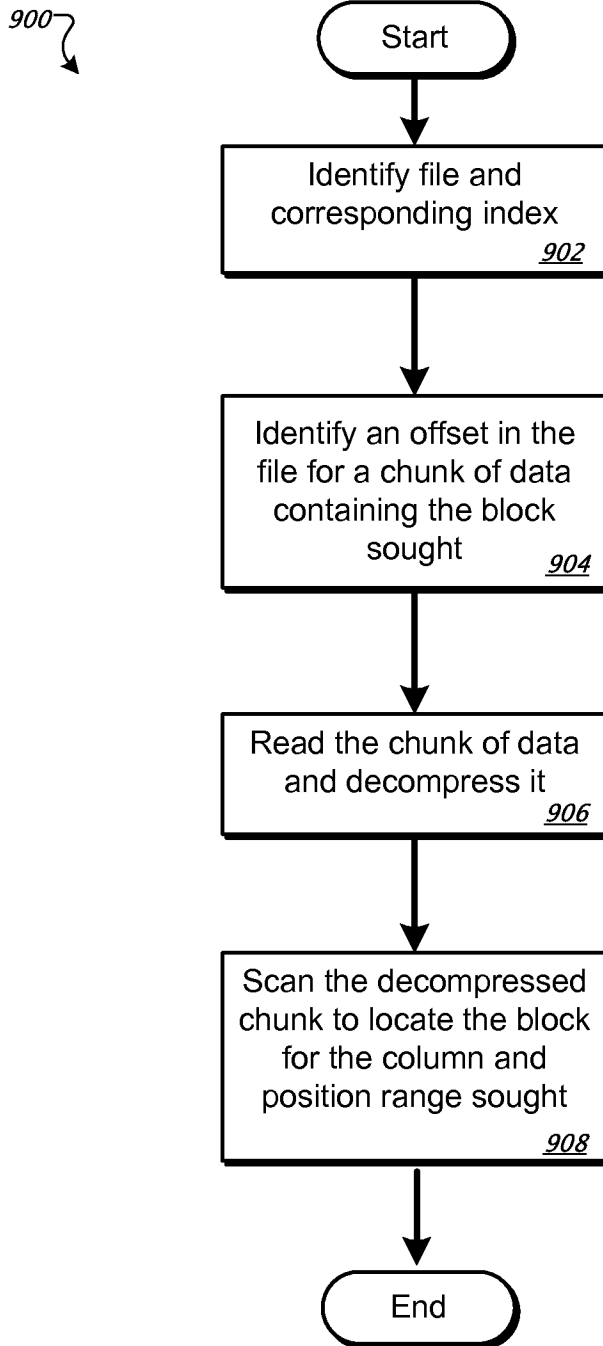 900
Start
Identify file and
corresponding index
902
Identify an offset in the
file for a chunk of data
containing the block
sought
904
Read the chunk of data
and decompress it
906
Scan the decompressed
chunk to locate the block
for the column and
position range sought
908
End